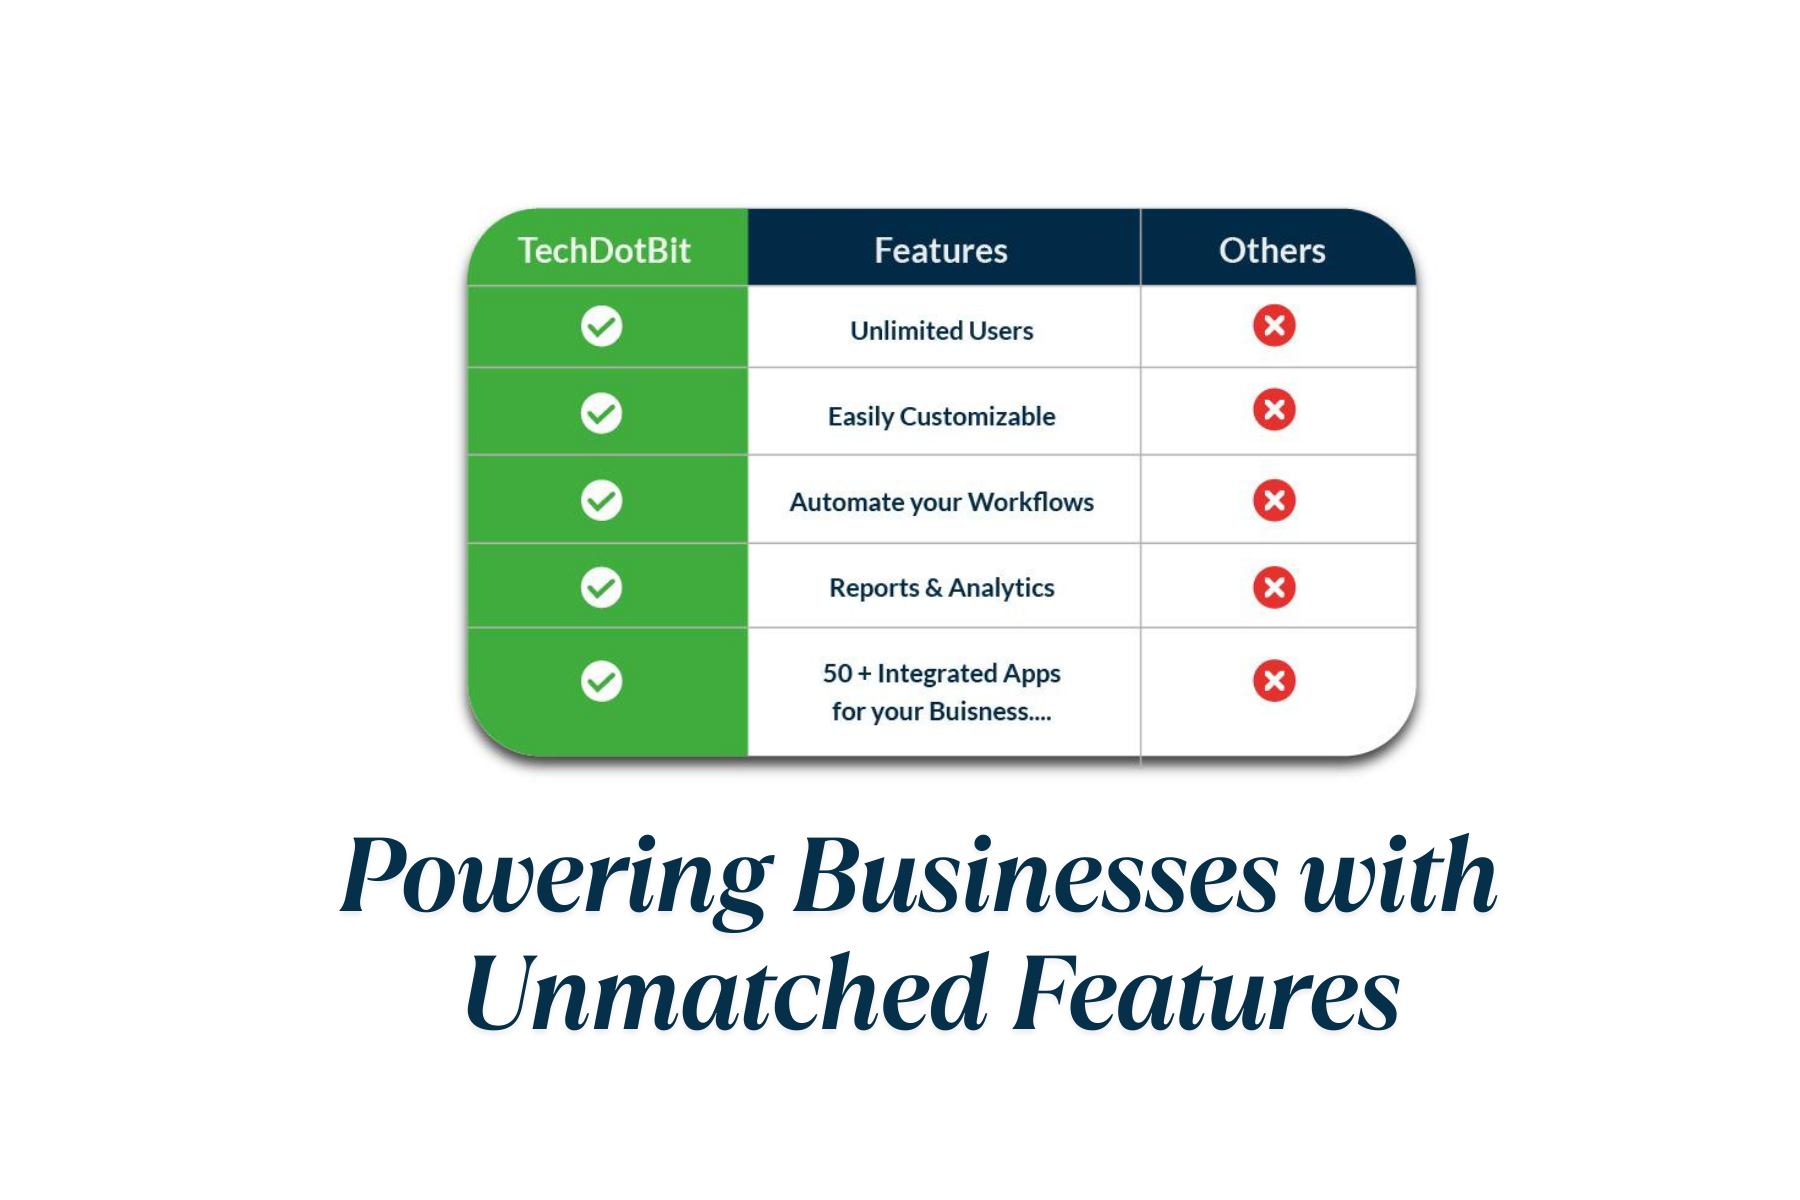 TechDotBit Features Others
Unlimited Users
Easily Customizable
Automate your Workflows
Reports & Analytics
50 + Integrated Apps
for your Buisness....
Powering Businesses with
Unmatched Features